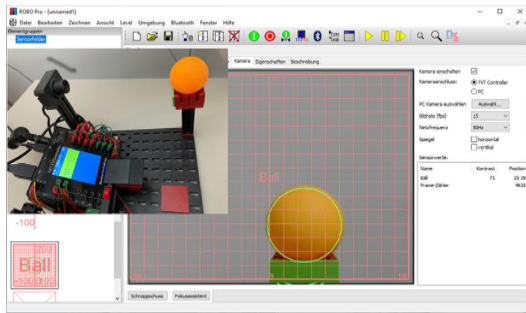 ROBO Pro - [unnamed1]
Datei Bearbeiten Zeichnen Ansicht Level Umgebung Bluetooth Fenster Hilfe
Elementgruppen
Sensorfelder
Kamera Eigenschaften Beschreibung
Kamera einschalten
Kameraanschluss: TXT Controller
PC
PC Kamera auswählen Auswahl...
Bildrate [fps] 15
Netzfrequenz 50Hz
Spiegel horizontal
vertikal
Sensorwerte:
Name Kontrast Position
Ball 71
Frame-Zähler
Ball
-100
Ball
Schnappschuss Fokusassistent